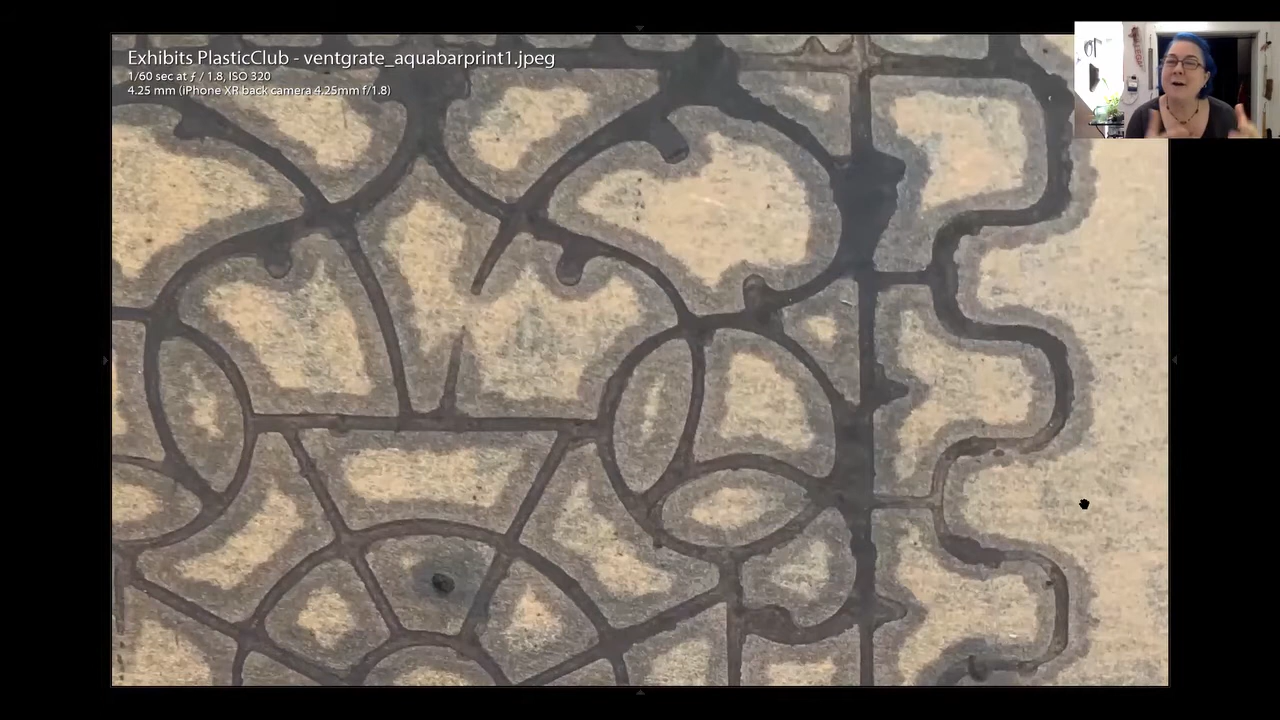 Exhibits PlasticClub - ventgrate_aquabarprint1.jpeg
1/60 sec at ƒ / 1.8, ISO 320
4.25 mm (iPhone XR back camera 4.25mm f/1.8)